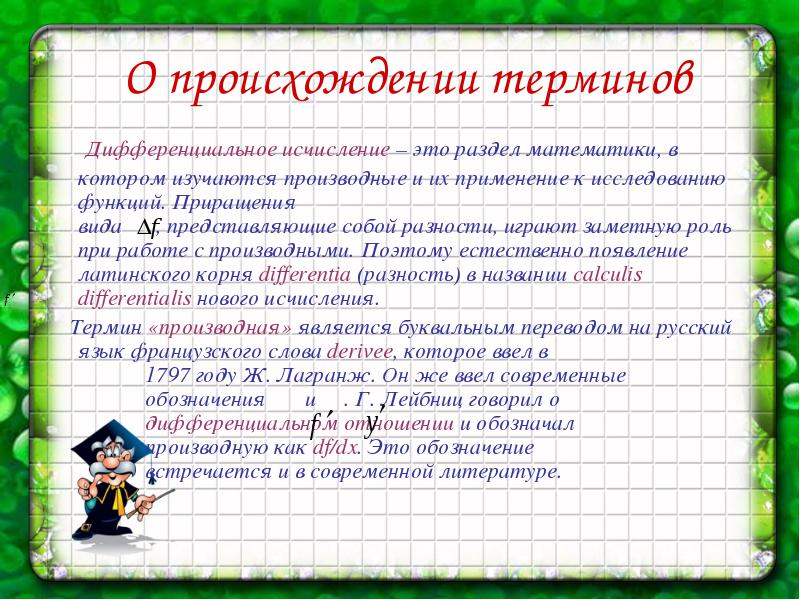 О происхождении терминов
Дифференциальное исчисление – это раздел математики, в
котором изучаются производные и их применение к исследованию
функций. Приращения
вида Δf, представляющие собой разности, играют заметную роль
при работе с производными. Поэтому естественно появление
латинского корня differentia (разность) в названии calculis
differentialis нового исчисления.
f′
Термин «производная» является буквальным переводом на русский
язык французского слова derivee, которое ввел в
1797 году Ж. Лагранж. Он же ввел современные
обозначения и . Г. Лейбниц говорил о
f′ y′
дифференциальном отношении и обозначал
производную как df/dx. Это обозначение
встречается и в современной литературе.